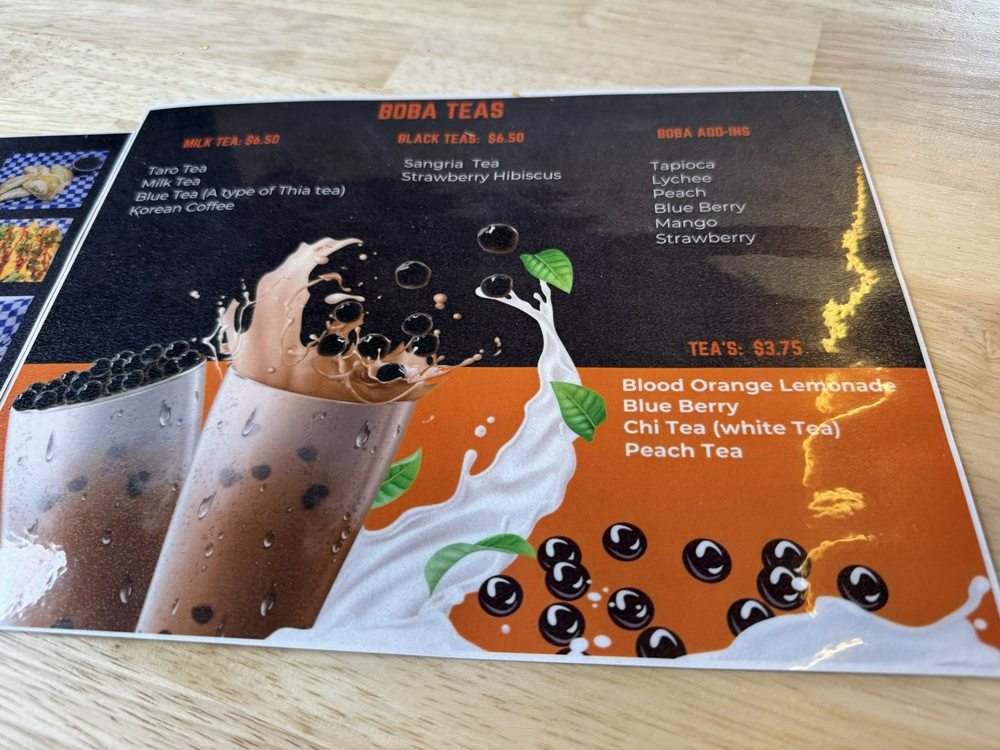 BOBA TEAS
MILK TEA: $6.50
Taro Tea
Milk Tea
Blue Tea (A type of Thia tea)
Korean Coffee
BLACK TEAS: $6.50
Sangria Tea
Strawberry Hibiscus
BOBA ADD-INS
Tapioca
Lychee
Peach
Blue Berry
Mango
Strawberry
TEA'S: $3.75
Blood Orange Lemonade
Blue Berry
Chi Tea (white Tea)
Peach Tea